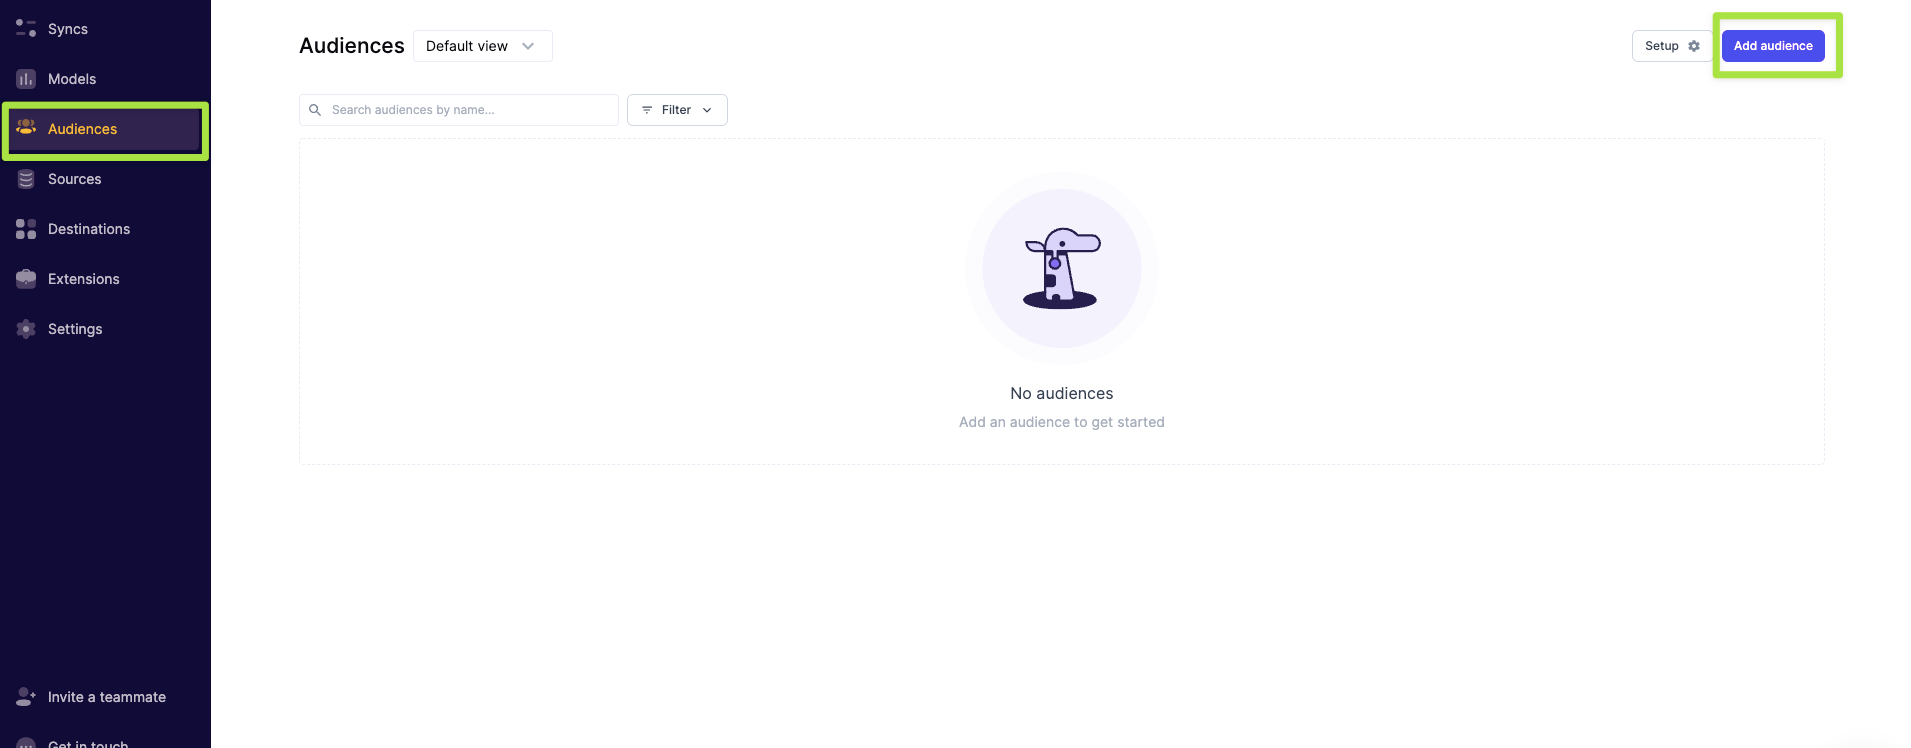 Syncs
Models
Audiences
Sources
Destinations
Extensions
Settings
Invite a teammate
Get in touch
Audiences
Default view
Setup
Add audience
Search audiences by name...
Filter
No audiences
Add an audience to get started